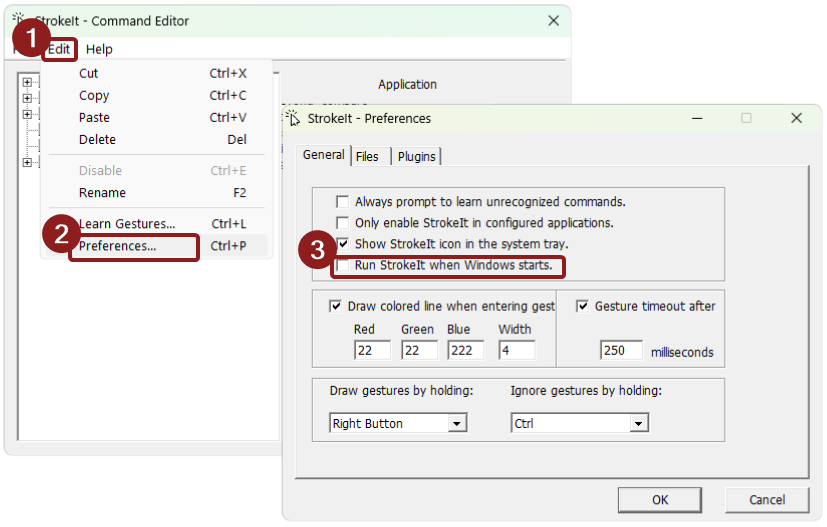 StrokeIt - Command Editor
1
Edit
Help
Cut Ctrl+X
Copy Ctrl+C
Paste Ctrl+V
Delete Del
Disable Ctrl+E
Rename F2
Learn Gestures... Ctrl+L
2
Preferences... Ctrl+P
Application
StrokeIt - Preferences
General Files Plugins
Always prompt to learn unrecognized commands.
Only enable StrokeIt in configured applications.
3
Show StrokeIt icon in the system tray.
Run StrokeIt when Windows starts.
Draw colored line when entering gest
Red Green Blue Width
22 22 222 4
Gesture timeout after
250 milliseconds
Draw gestures by holding: Ignore gestures by holding:
Right Button Ctrl
OK Cancel